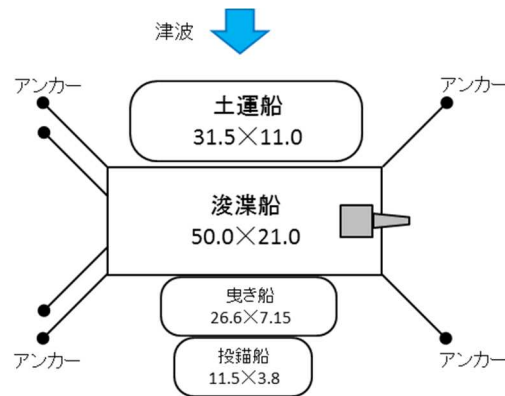 津波
アンカー
アンカー
土運船
31.5×11.0
浚渫船
50.0×21.0
曳き船
26.6×7.15
アンカー
投錨船
11.5×3.8
アンカー